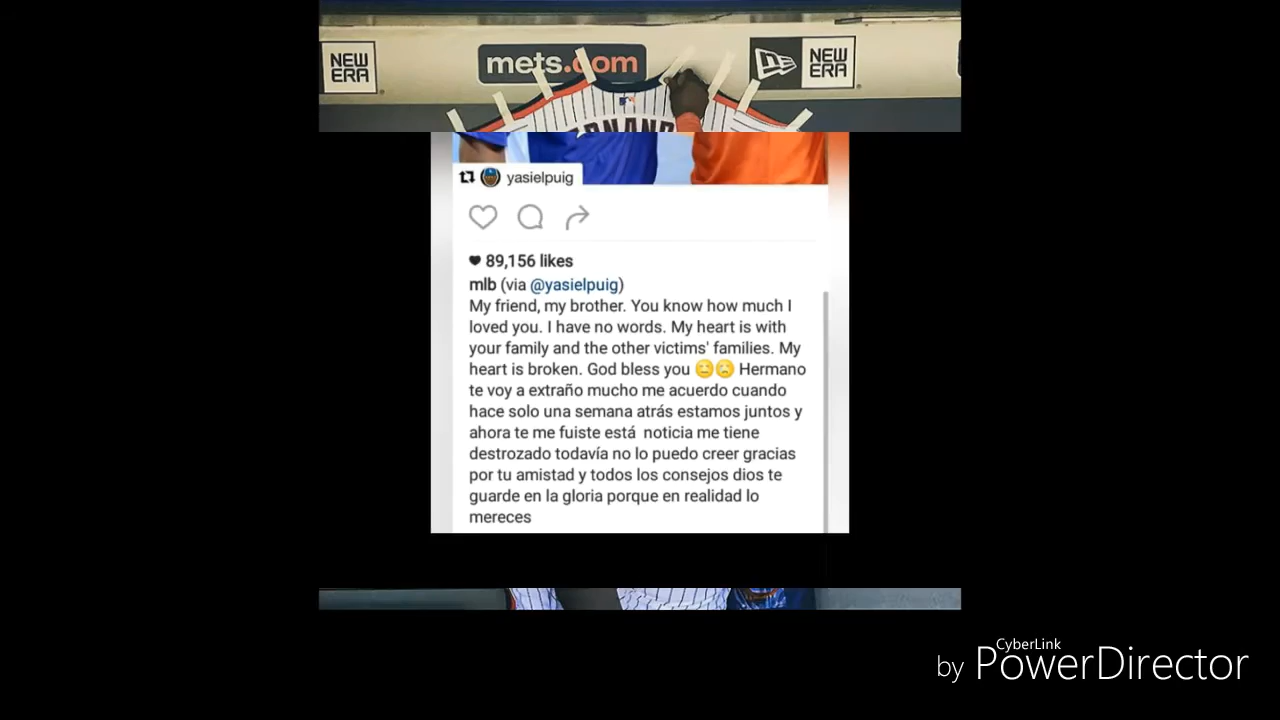 NEW
ERA
mets.com
NEW
ERA
yasielpuig
89,156 likes
mlb (via @yasielpuig)
My friend, my brother. You know how much I
loved you. I have no words. My heart is with
your family and the other victims' families. My
heart is broken. God bless you 😔😔 Hermano
te voy a extraño mucho me acuerdo cuando
hace solo una semana atrás estamos juntos y
ahora te me fuiste está noticia me tiene
destrozado todavía no lo puedo creer gracias
por tu amistad y todos los consejos dios te
guarde en la gloria porque en realidad lo
mereces
CyberLink
by PowerDirector